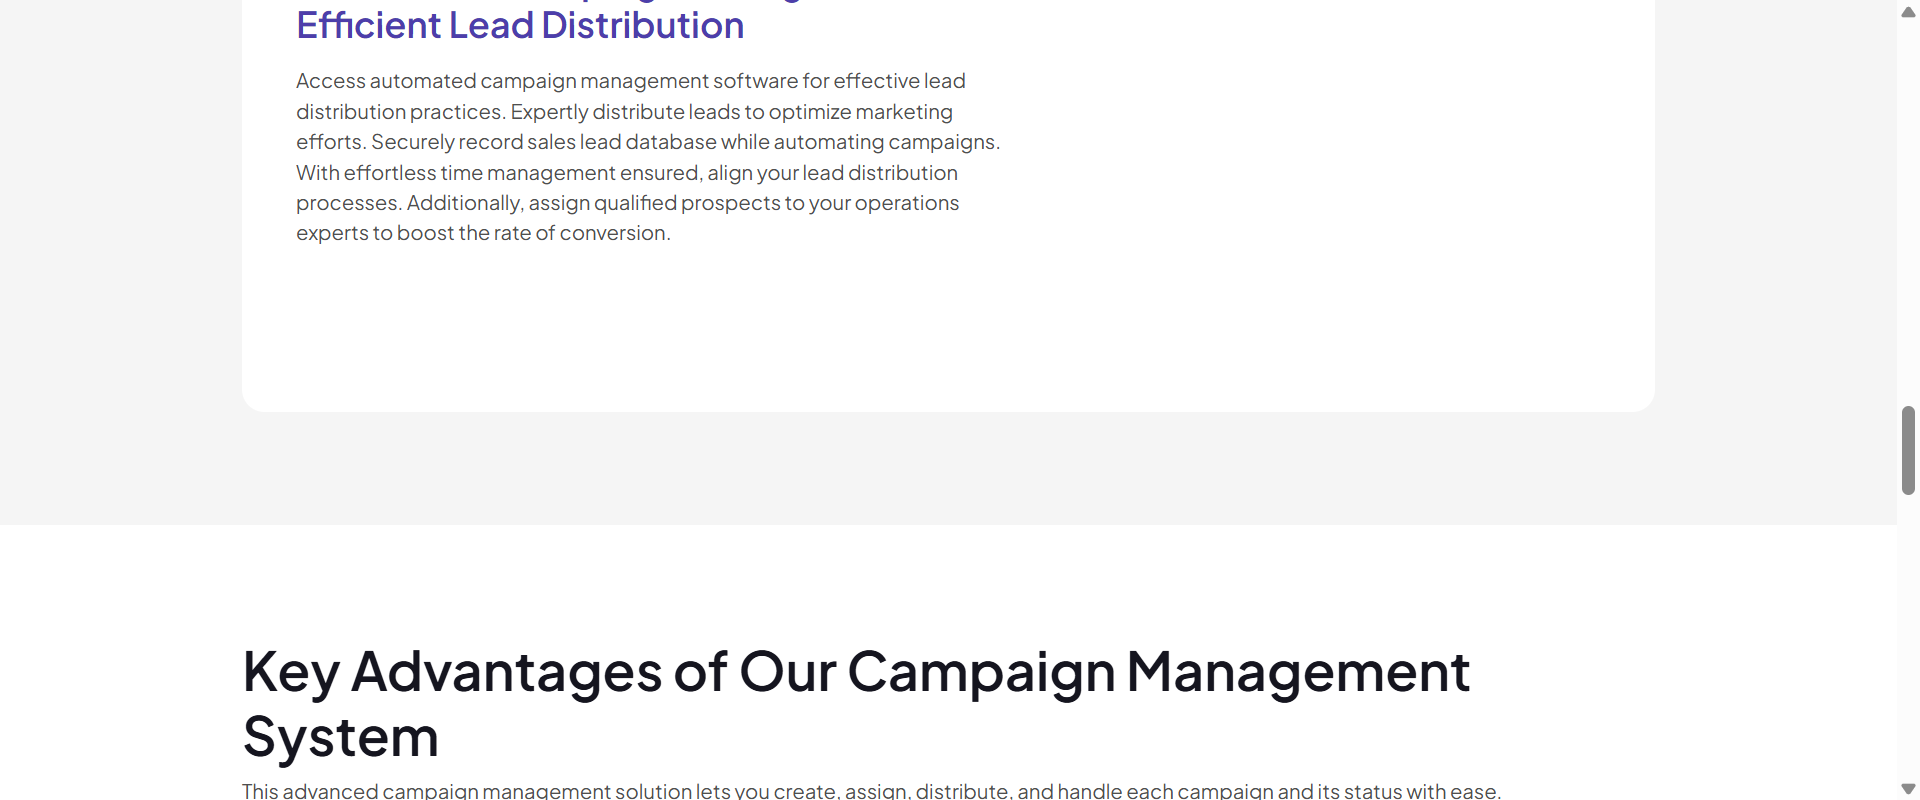 Efficient Lead Distribution
Access automated campaign management software for effective lead
distribution practices. Expertly distribute leads to optimize marketing
efforts. Securely record sales lead database while automating campaigns.
With effortless time management ensured, align your lead distribution
processes. Additionally, assign qualified prospects to your operations
experts to boost the rate of conversion.
Key Advantages of Our Campaign Management
System
This advanced campaign management solution lets you create, assign, distribute, and handle each campaign and its status with ease.